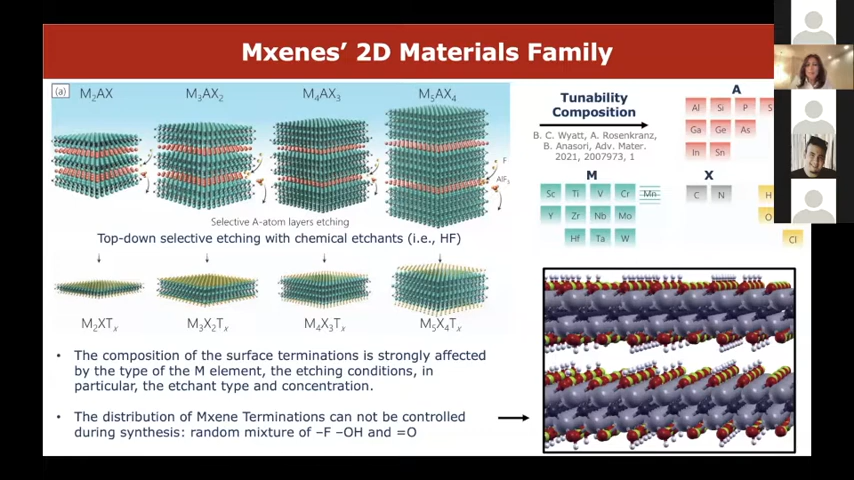 Mxenes' 2D Materials Family
(a)
M₂AX
M₃AX₂
M₄AX₃
M₅AX₄
F
AlF₃
Selective A-atom layers etching
Top-down selective etching with chemical etchants (i.e., HF)
M₂XTₓ
M₃X₂Tₓ
M₄X₃Tₓ
M₅X₄Tₓ
• The composition of the surface terminations is strongly affected
by the type of the M element, the etching conditions, in
particular, the etchant type and concentration.
• The distribution of Mxene Terminations can not be controlled
during synthesis: random mixture of –F –OH and =O
Tunability
Composition
B. C. Wyatt, A. Rosenkranz,
B. Anasori, Adv. Mater.
2021, 2007973, 1
A
Al Si P S
Ga Ge As
In Sn
M
Sc Ti V Cr Mn
Y Zr Nb Mo
Hf Ta W
X
C N
H
O
Cl